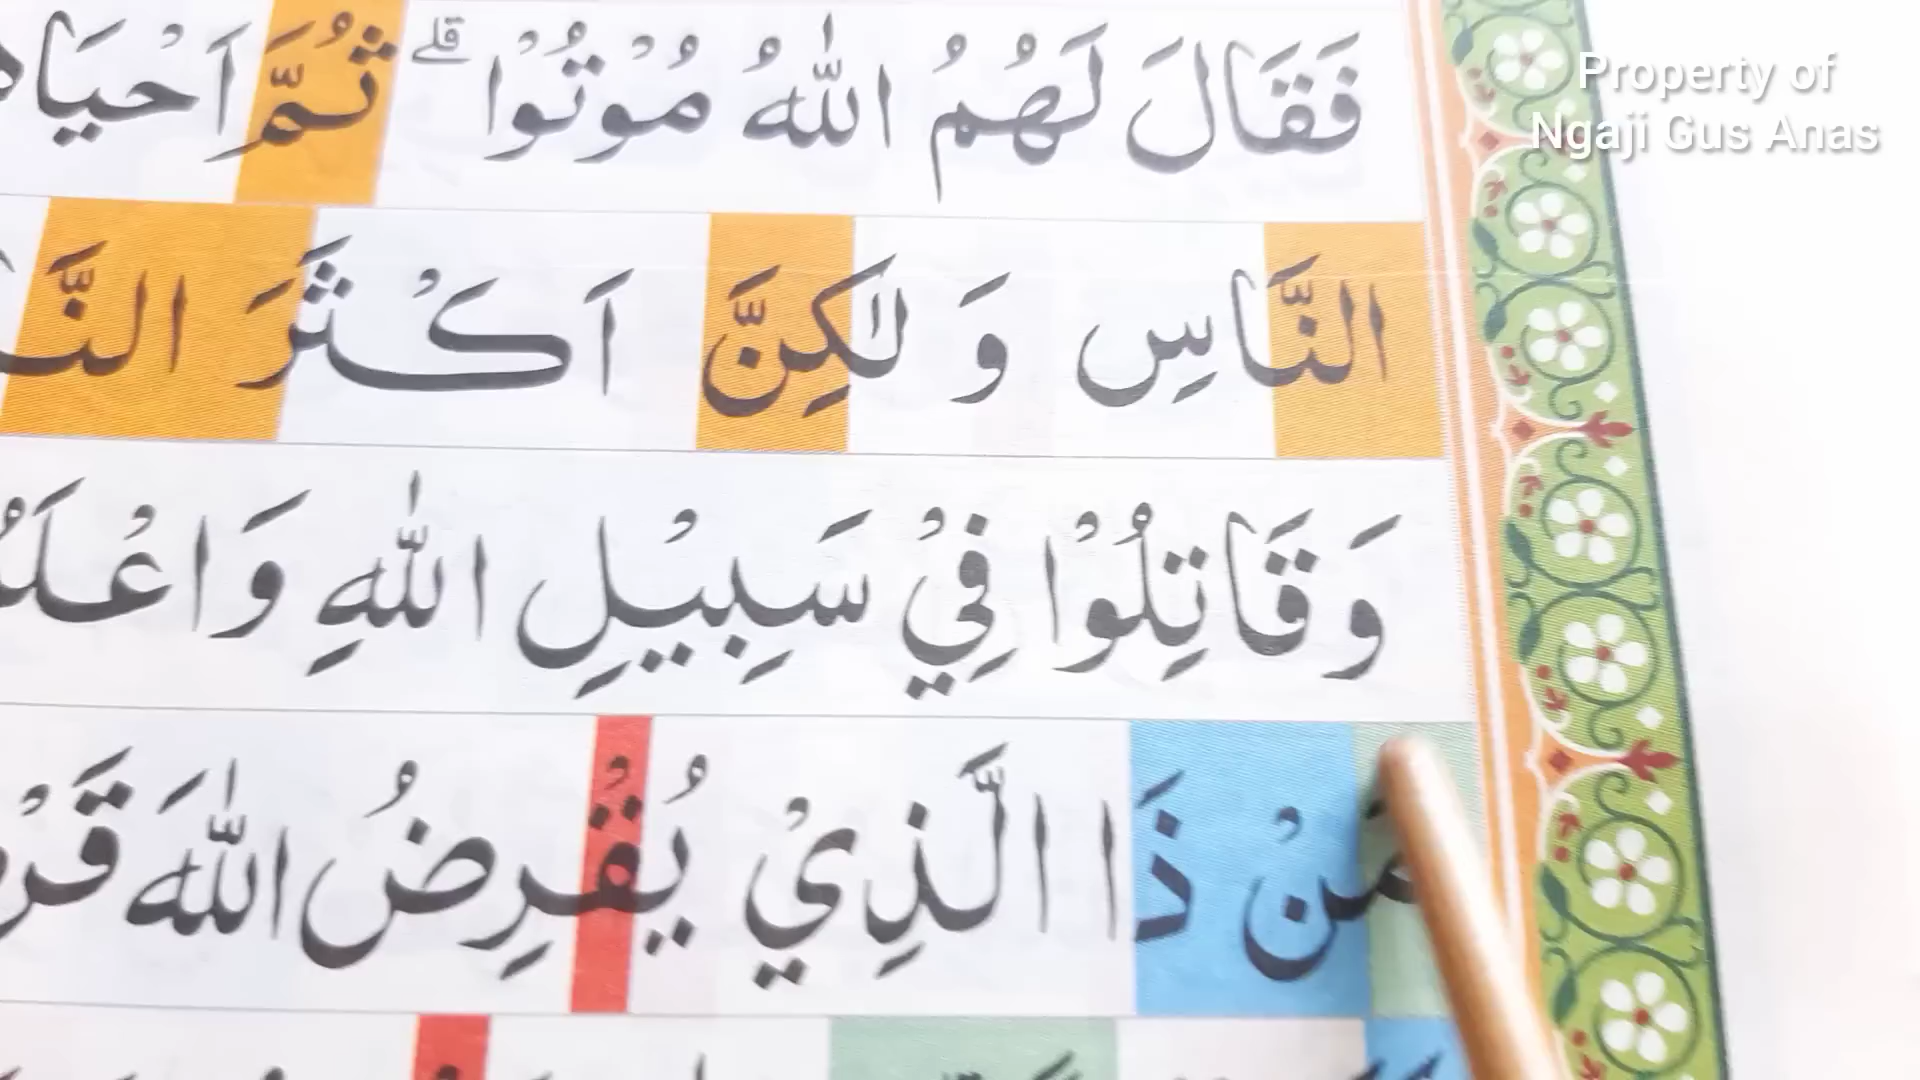 Property of
Ngaji Gus Anas
فَقَالَ لَهُمُ اللّٰهُ مُوْتُوْا ۗ ثُمَّ اَحْيَا
النَّاسِ وَ لٰكِنَّ اَكْثَرَ
وَقَاتِلُوْا فِيْ سَبِيْلِ اللّٰهِ وَاعْلَ
مَنْ ذَا الَّذِيْ يُقْرِضُ اللّٰهَ